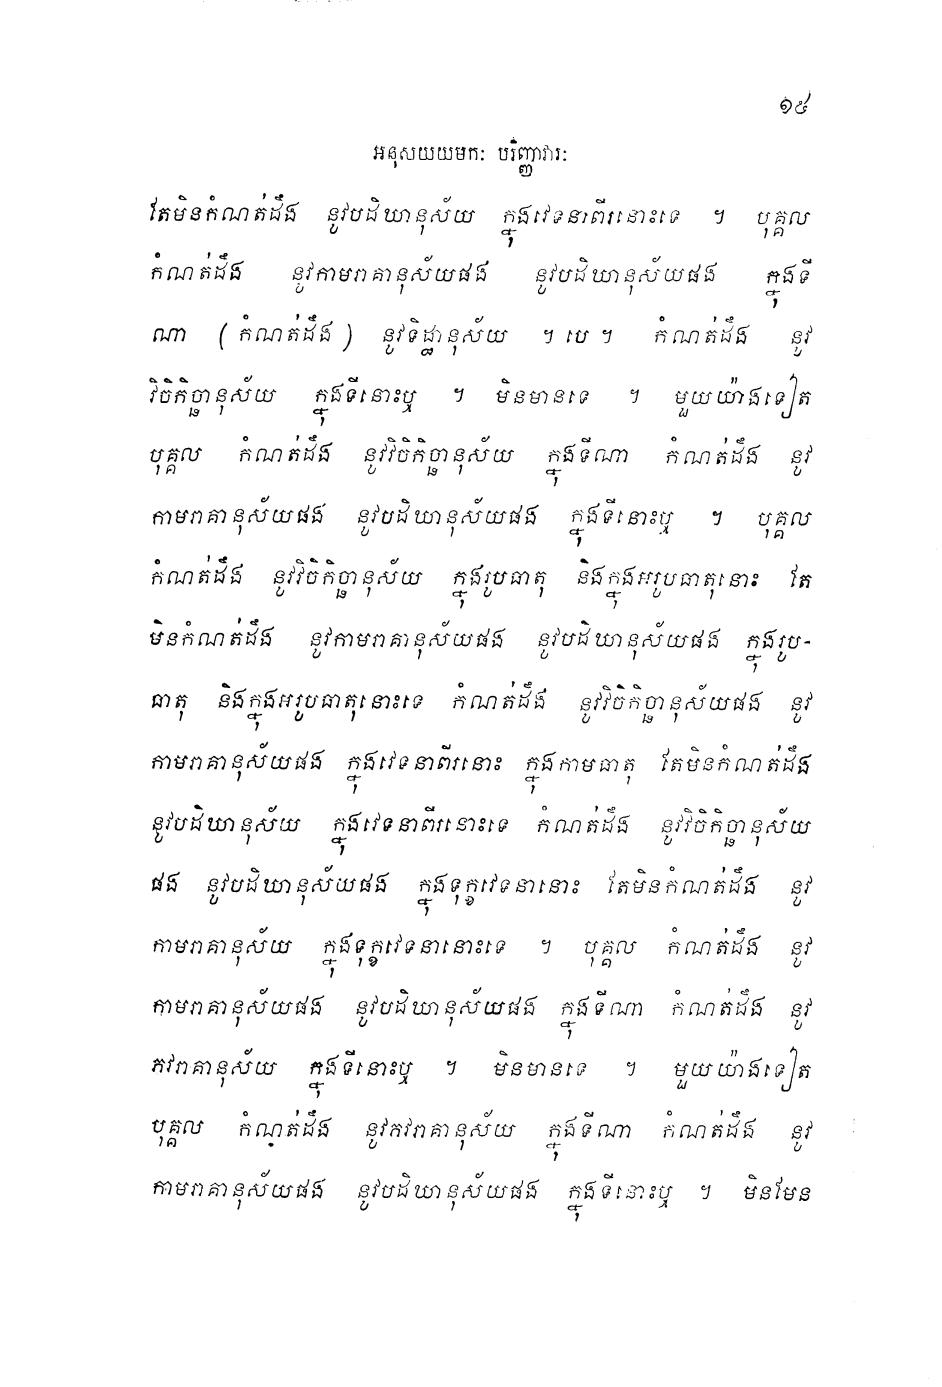 ១៥
អនុសយយមកៈ បរិញ្ញាវារៈ
តែមិនកំណត់ដឹង នូវបដិឃានុស័យ ក្នុងវេទនាពីរនោះទេ ។ បុគ្គល
កំណត់ដឹង នូវកាមរាគានុស័យផង នូវបដិឃានុស័យផង ក្នុងទី
ណា (កំណត់ដឹង) នូវទិដ្ឋានុស័យ ។ បេ ។ កំណត់ដឹង នូវ
វិចិកិច្ឆានុស័យ ក្នុងទីនោះឬ ។ មិនមានទេ ។ មួយយ៉ាងទៀត
បុគ្គល កំណត់ដឹង នូវវិចិកិច្ឆានុស័យ ក្នុងទីណា កំណត់ដឹង នូវ
កាមរាគានុស័យផង នូវបដិឃានុស័យផង ក្នុងទីនោះឬ ។ បុគ្គល
កំណត់ដឹង នូវវិចិកិច្ឆានុស័យ ក្នុងរូបធាតុ និងក្នុងអរូបធាតុនោះ តែ
មិនកំណត់ដឹង នូវកាមរាគានុស័យផង នូវបដិឃានុស័យផង ក្នុងរូប-
ធាតុ និងក្នុងអរូបធាតុនោះទេ កំណត់ដឹង នូវវិចិកិច្ឆានុស័យផង នូវ
កាមរាគានុស័យផង ក្នុងវេទនាពីរនោះ ក្នុងកាមធាតុ តែមិនកំណត់ដឹង
នូវបដិឃានុស័យ ក្នុងវេទនាពីរនោះទេ កំណត់ដឹង នូវវិចិកិច្ឆានុស័យ
ផង នូវបដិឃានុស័យផង ក្នុងទុក្ខវេទនានោះ តែមិនកំណត់ដឹង នូវ
កាមរាគានុស័យ ក្នុងទុក្ខវេទនានោះទេ ។ បុគ្គល កំណត់ដឹង នូវ
កាមរាគានុស័យផង នូវបដិឃានុស័យផង ក្នុងទីណា កំណត់ដឹង នូវ
ភវរាគានុស័យ ក្នុងទីនោះឬ ។ មិនមានទេ ។ មួយយ៉ាងទៀត
បុគ្គល កំណត់ដឹង នូវភវរាគានុស័យ ក្នុងទីណា កំណត់ដឹង នូវ
កាមរាគានុស័យផង នូវបដិឃានុស័យផង ក្នុងទីនោះឬ ។ មិនមែន